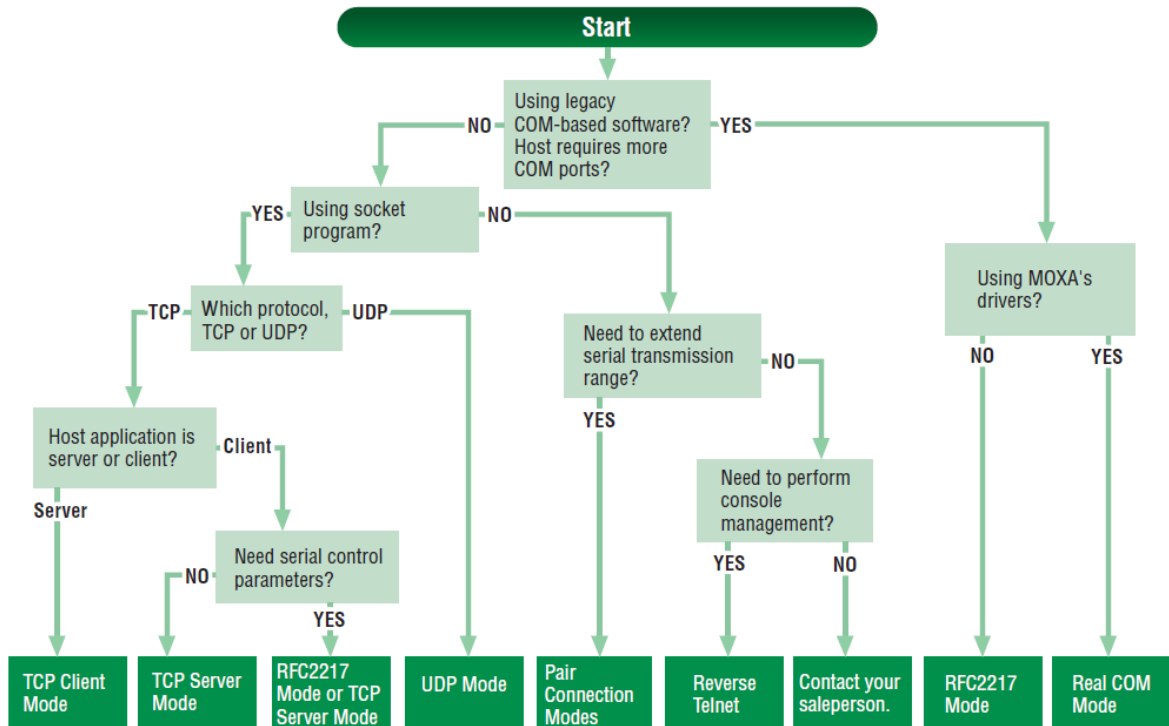 Start
Using legacy
COM-based software?
Host requires more
COM ports?
NO
YES
Using socket
program?
YES
NO
Using MOXA's
drivers?
Which protocol,
TCP or UDP?
TCP
UDP
Need to extend
serial transmission
range?
NO
NO
YES
YES
Host application is
server or client?
Client
Server
Need to perform
console
management?
YES
NO
Need serial control
parameters?
NO
YES
TCP Client
Mode
TCP Server
Mode
RFC2217
Mode or TCP
Server Mode
UDP Mode
Pair
Connection
Modes
Reverse
Telnet
Contact your
saleperson.
RFC2217
Mode
Real COM
Mode